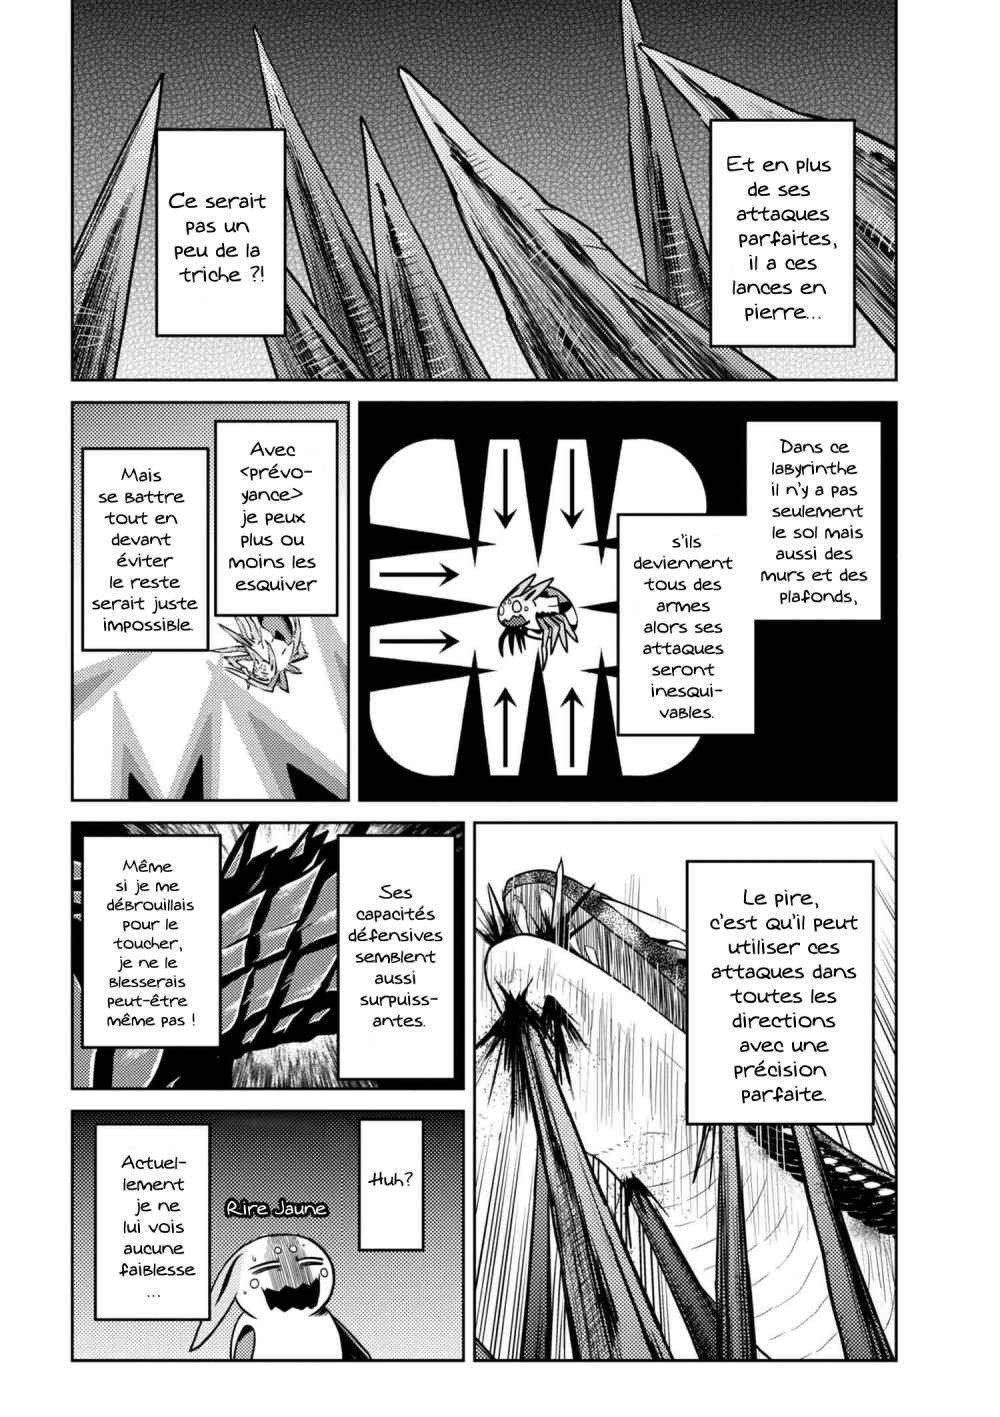 Et en plus
de ses
attaques
parfaites,
il a ces
lances en
pierre...
Ce serait
pas un
peu de la
triche ?!
Dans ce
labyrinthe
il n'y a pas
seulement
le sol mais
aussi des
murs et des
plafonds,
s'ils
deviennent
tous des
armes
alors ses
attaques
seront
inesqui-
vables.
Avec
<prévo-
yance>
je peux
plus ou
moins les
esquiver
Mais
se battre
tout en
devant
éviter
le reste
serait juste
impossible.
Le pire,
c'est qu'il peut
utiliser ces
attaques dans
toutes les
directions
avec une
précision
parfaite.
Ses
capacités
défensives
semblent
aussi
surpuiss-
antes.
Même
si je me
débrouillais
pour le
toucher,
je ne le
blesserais
peut-être
même pas !
Huh?
Rire Jaune
Actuel-
lement
je ne
lui vois
aucune
faiblesse
...